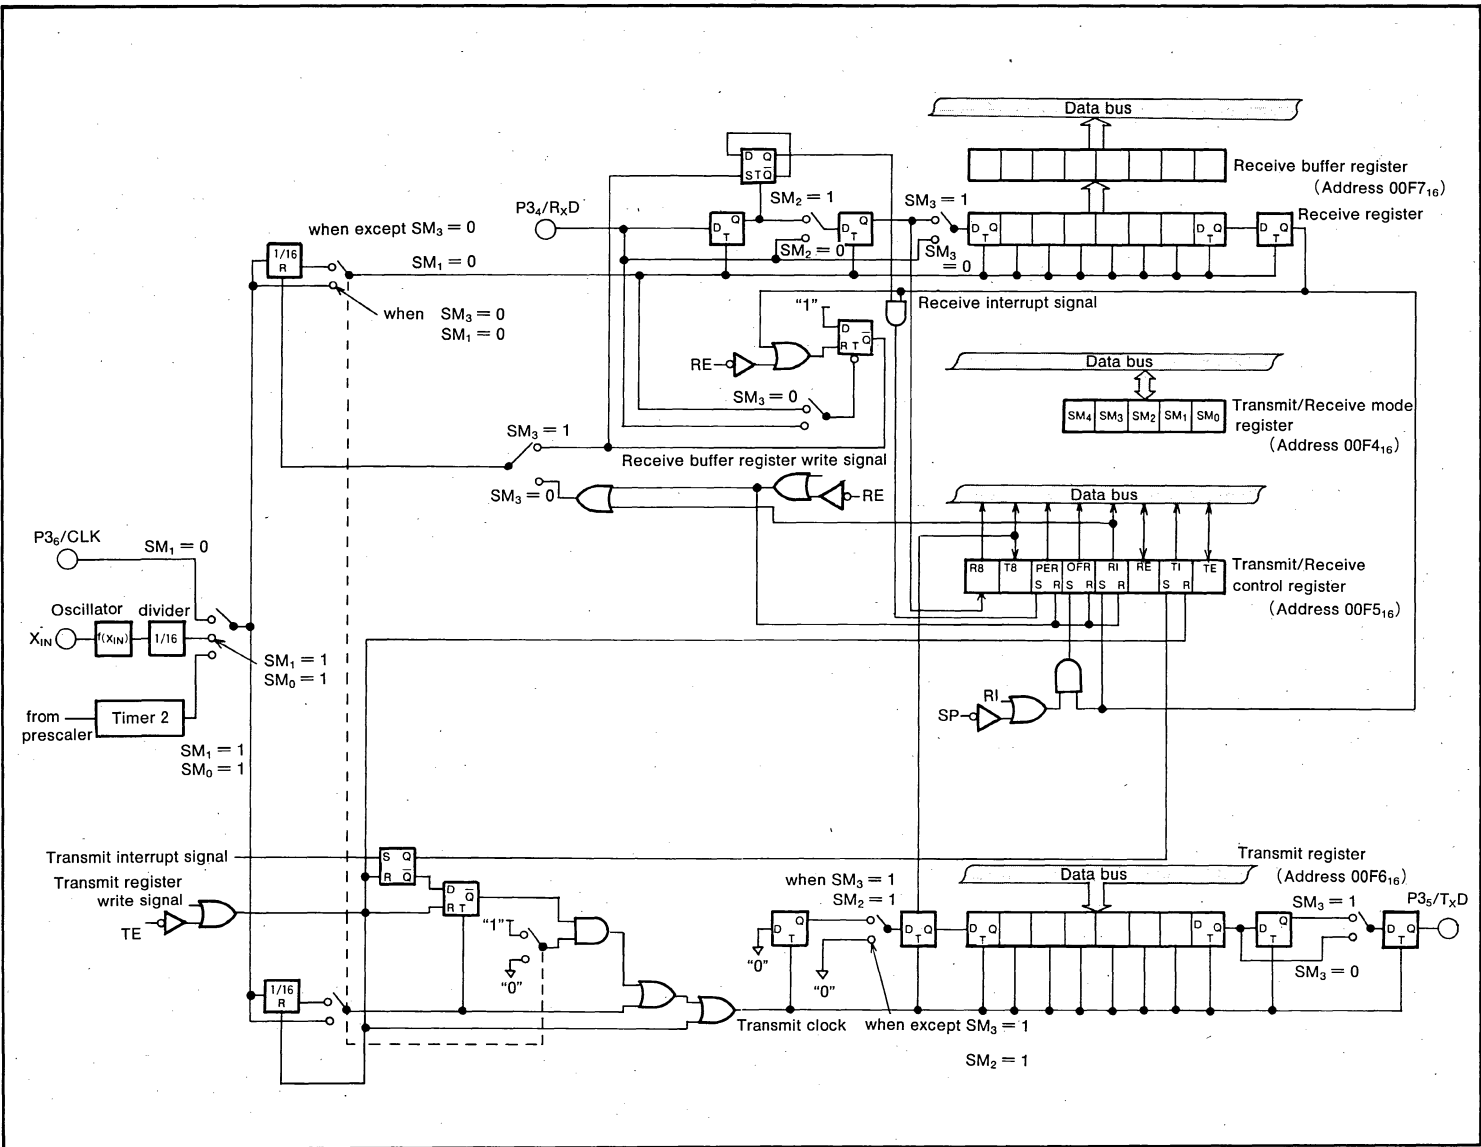 Data bus
Receive buffer register
(Address 00F7₁₆)
D Q
S T Q̅
SM₂ = 1
SM₃ = 1
P3₄/RₓD
D Q
T
D Q
T
D Q
T
D Q
T
D Q
T
Receive register
when except SM₃ = 0
SM₁ = 0
SM₂ = 0
SM₃
= 0
1/16
R
when SM₃ = 0
SM₁ = 0
Receive interrupt signal
"1"
D
R T Q̅
RE
Data bus
SM₃ = 0
SM₄ SM₃ SM₂ SM₁ SM₀
Transmit/Receive mode
register
(Address 00F4₁₆)
SM₃ = 1
Receive buffer register write signal
SM₃ = 0
RE
Data bus
P3₆/CLK
SM₁ = 0
R8 T8 PER OFR RI RE TI TE
S R S R S R S R
Transmit/Receive
control register
(Address 00F5₁₆)
Oscillator
divider
X_IN
f(X_IN)
1/16
SM₁ = 1
SM₀ = 1
RI
SP
from
prescaler
Timer 2
SM₁ = 1
SM₀ = 1
Transmit interrupt signal
S Q
R Q̅
Transmit register
write signal
TE
D Q̅
R T
"1"
"0"
when SM₃ = 1
SM₂ = 1
Data bus
Transmit register
(Address 00F6₁₆)
SM₃ = 1
P3₅/TₓD
D Q
T
D Q
T
D Q
T
D Q
T
D Q
T
D Q
T
"0"
"0"
SM₃ = 0
1/16
R
Transmit clock
when except SM₃ = 1
SM₂ = 1